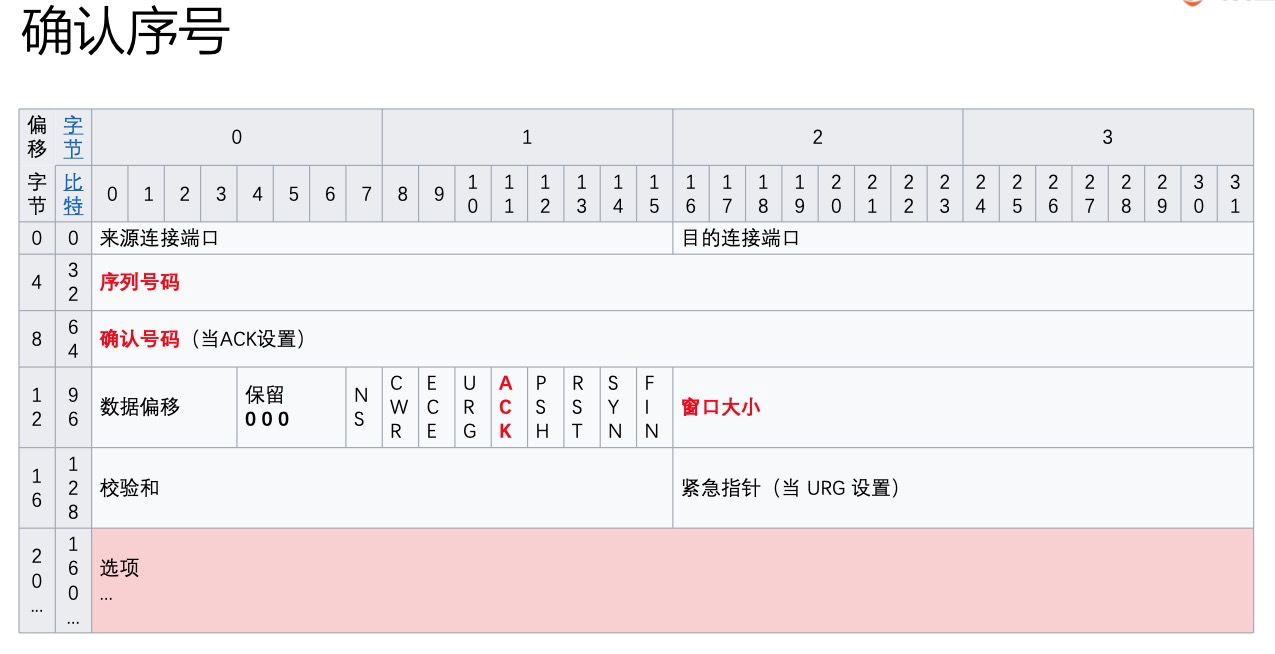 确认序号
偏移 字节 0 1 2 3
字节 比特 0 1 2 3 4 5 6 7 8 9 10 11 12 13 14 15 16 17 18 19 20 21 22 23 24 25 26 27 28 29 30 31
0 0 来源连接端口 目的连接端口
4 32 序列号码
8 64 确认号码（当ACK设置）
12 96 数据偏移 保留 000 NS CWR ECE URG ACK PSH RST SYN FIN 窗口大小
16 128 校验和 紧急指针（当 URG 设置）
20... 160... 选项
...